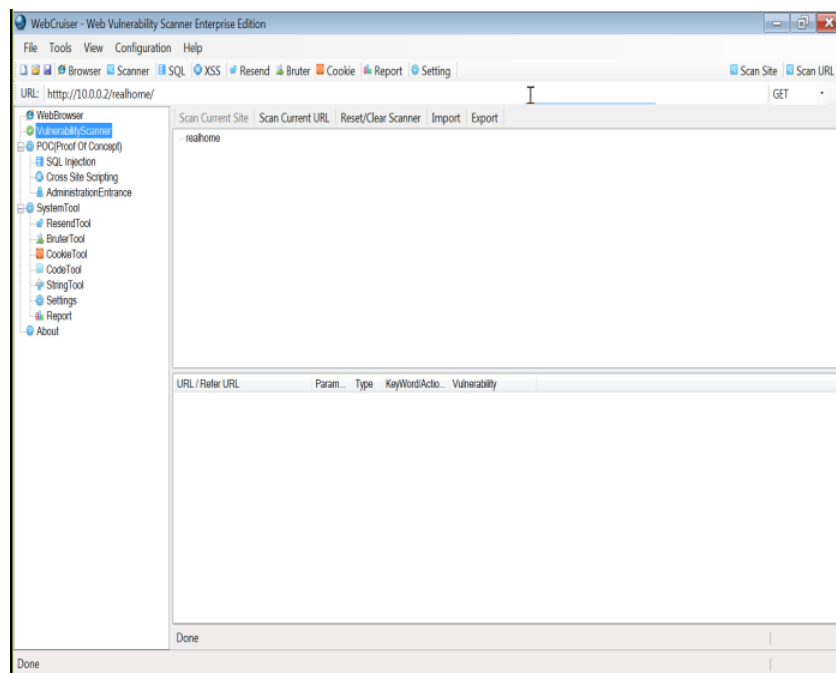 WebCruiser - Web Vulnerability Scanner Enterprise Edition
File Tools View Configuration Help
Browser Scanner SQL XSS Resend Bruter Cookie Report Setting Scan Site Scan URL
URL: htttp://10.0.0.2/realhome/ GET
WebBrowser
VulnerabilityScanner
POC(Proof Of Concept)
SQL Injection
Cross Site Scripting
AdministrationEntrance
SystemTool
ResendTool
BruterTool
CookieTool
CodeTool
StringTool
Settings
Report
About
Scan Current Site Scan Current URL Reset/Clear Scanner Import Export
realhome
URL / Refer URL Param... Type KeyWord/Actio... Vulnerability
Done
Done